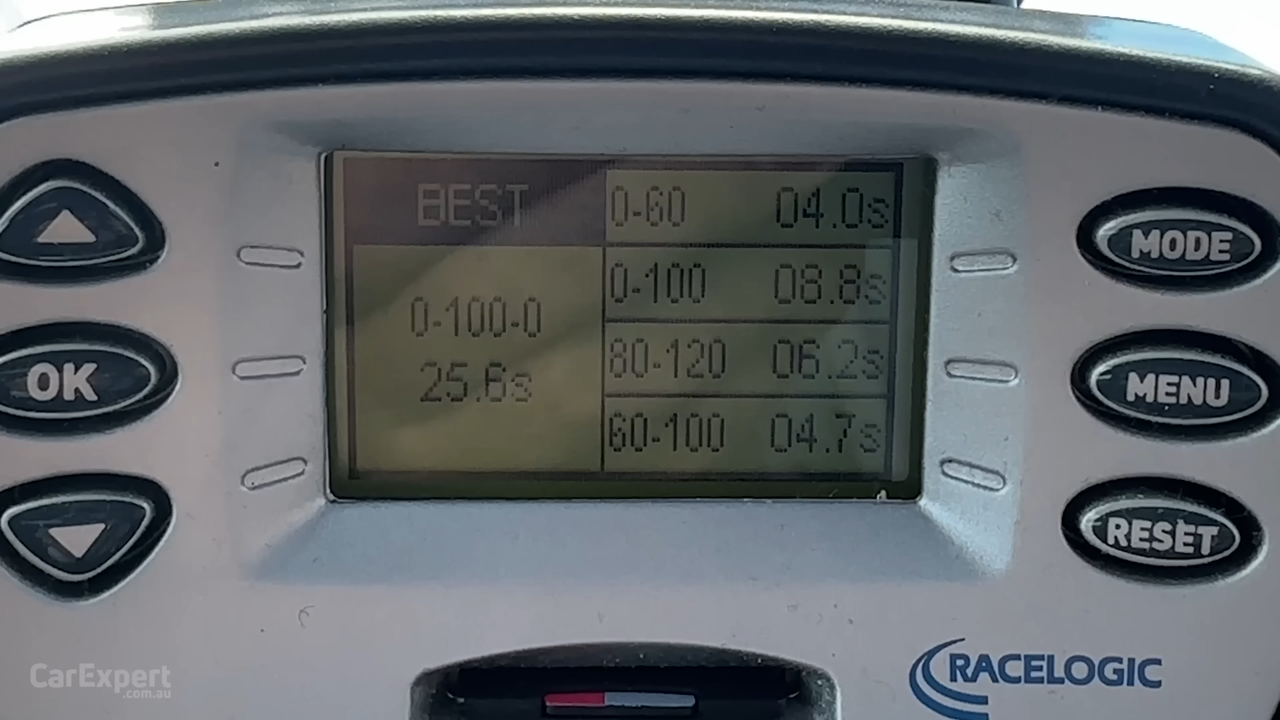 BEST
0-100-0
25.6s
0-60 04.0s
0-100 08.8s
80-120 06.2s
60-100 04.7s
OK
MODE
MENU
RESET
RACELOGIC
CarExpert
.com.au